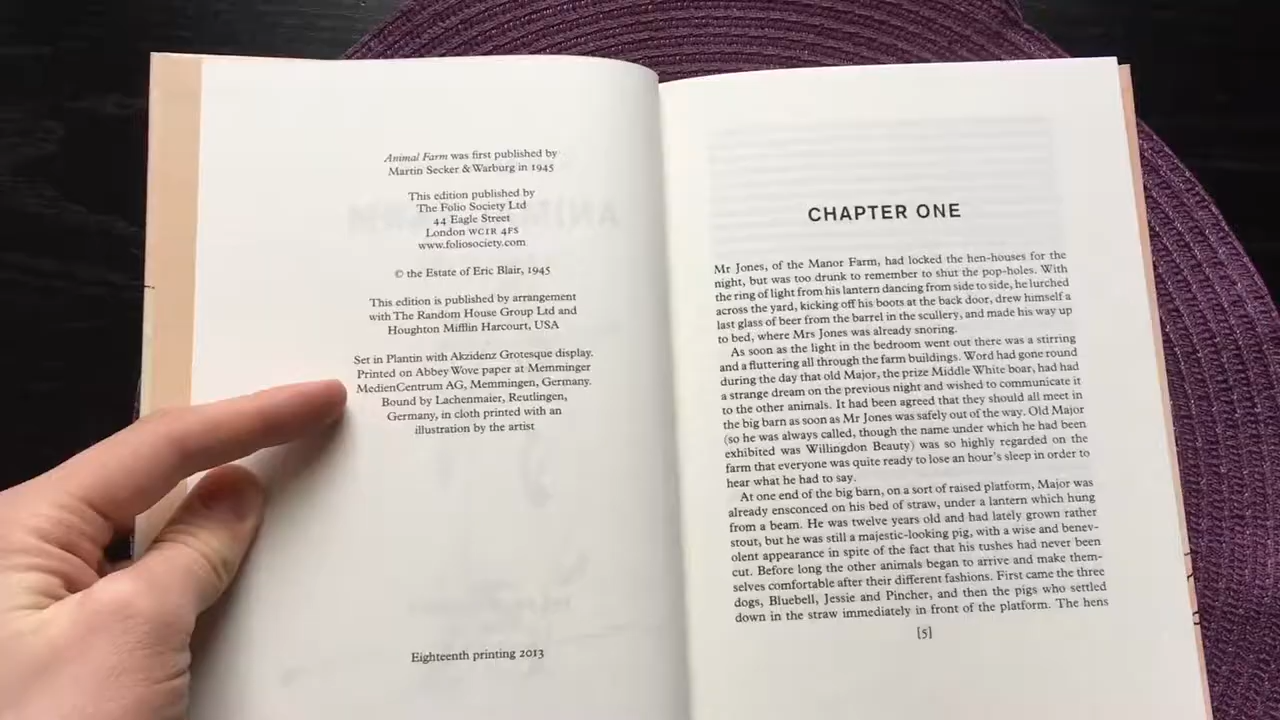 Animal Farm was first published by
Martin Secker & Warburg in 1945
This edition published by
The Folio Society Ltd
44 Eagle Street
London WC1R 4FS
www.foliosociety.com
© the Estate of Eric Blair, 1945
This edition is published by arrangement
with The Random House Group Ltd and
Houghton Mifflin Harcourt, USA
Set in Plantin with Akzidenz Grotesque display.
Printed on Abbey Wove paper at Memminger
MedienCentrum AG, Memmingen, Germany.
Bound by Lachenmaier, Reutlingen,
Germany, in cloth printed with an
illustration by the artist
Eighteenth printing 2013
CHAPTER ONE
Mr Jones, of the Manor Farm, had locked the hen-houses for the
night, but was too drunk to remember to shut the pop-holes. With
the ring of light from his lantern dancing from side to side, he lurched
across the yard, kicking off his boots at the back door, drew himself a
last glass of beer from the barrel in the scullery, and made his way up
to bed, where Mrs Jones was already snoring.
As soon as the light in the bedroom went out there was a stirring
and a fluttering all through the farm buildings. Word had gone round
during the day that old Major, the prize Middle White boar, had had
a strange dream on the previous night and wished to communicate it
to the other animals. It had been agreed that they should all meet in
the big barn as soon as Mr Jones was safely out of the way. Old Major
(so he was always called, though the name under which he had been
exhibited was Willingdon Beauty) was so highly regarded on the
farm that everyone was quite ready to lose an hour's sleep in order to
hear what he had to say.
At one end of the big barn, on a sort of raised platform, Major was
already ensconced on his bed of straw, under a lantern which hung
from a beam. He was twelve years old and had lately grown rather
stout, but he was still a majestic-looking pig, with a wise and benev-
olent appearance in spite of the fact that his tushes had never been
cut. Before long the other animals began to arrive and make them-
selves comfortable after their different fashions. First came the three
dogs, Bluebell, Jessie and Pincher, and then the pigs who settled
down in the straw immediately in front of the platform. The hens
[5]